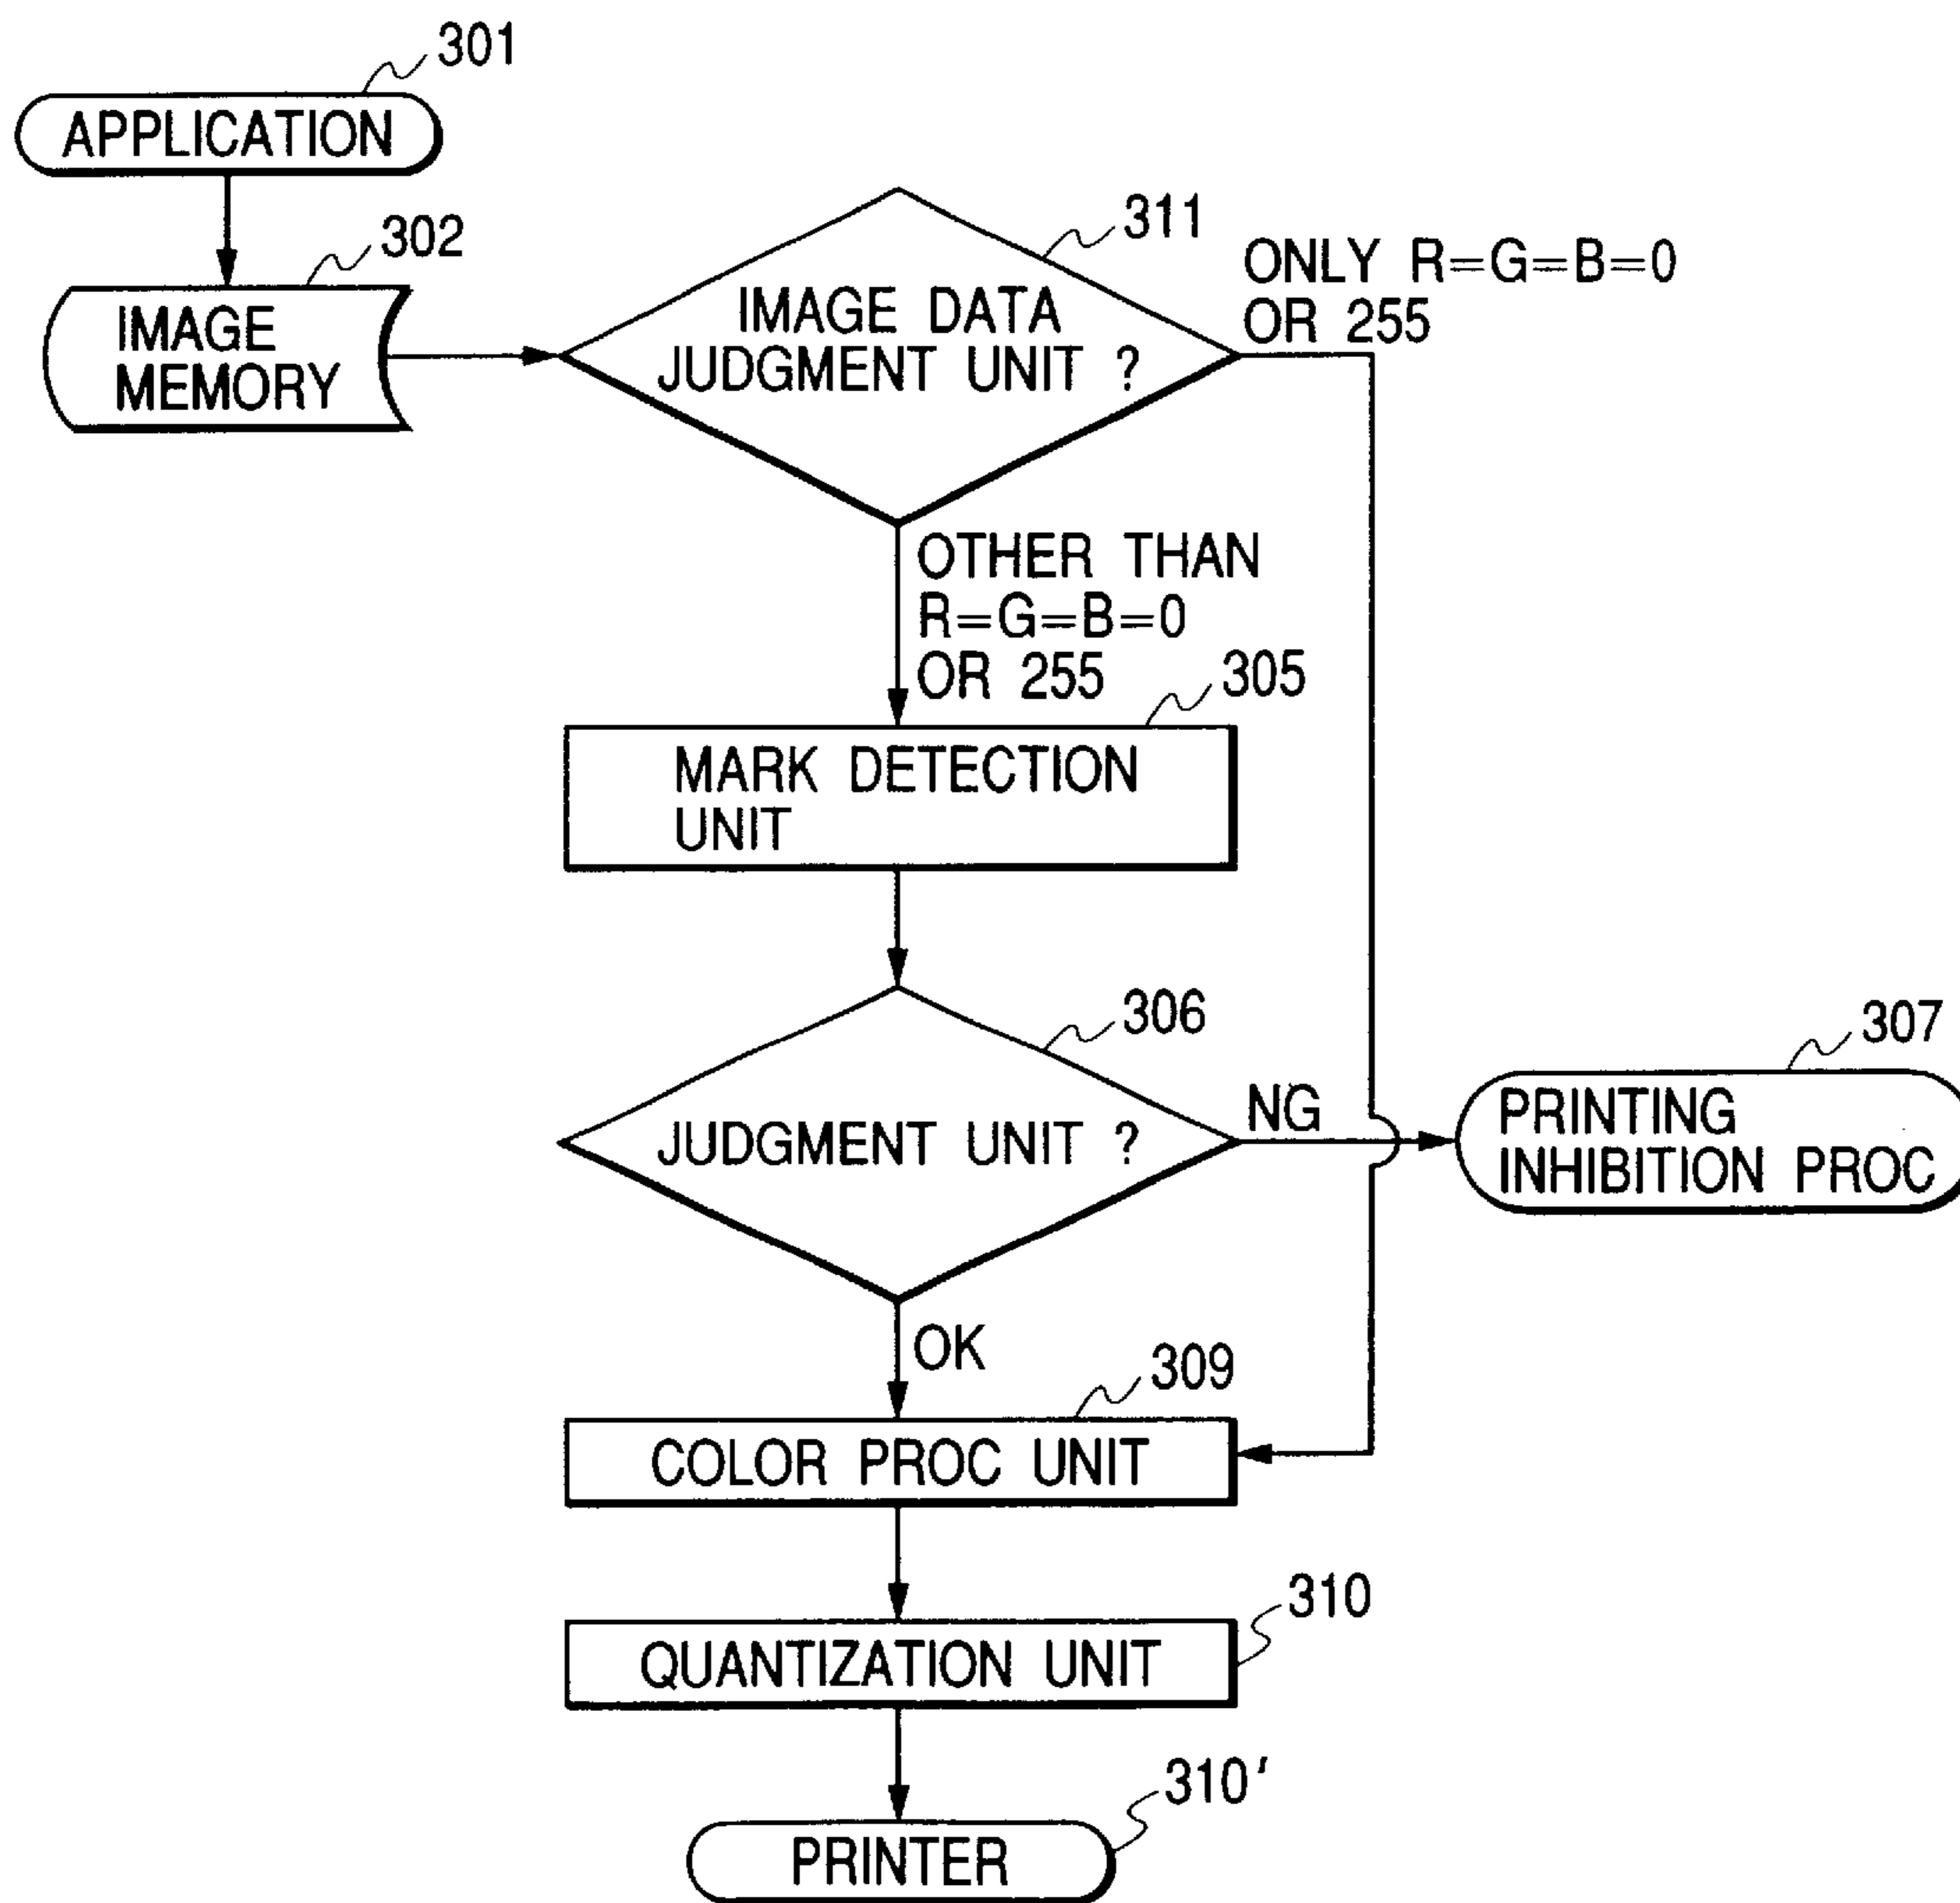 301
APPLICATION
302
IMAGE
MEMORY
311
IMAGE DATA
JUDGMENT UNIT ?
ONLY R=G=B=0
OR 255
OTHER THAN
R=G=B=0
OR 255
305
MARK DETECTION
UNIT
306
JUDGMENT UNIT ?
NG
307
PRINTING
INHIBITION PROC
OK
309
COLOR PROC UNIT
310
QUANTIZATION UNIT
310'
PRINTER